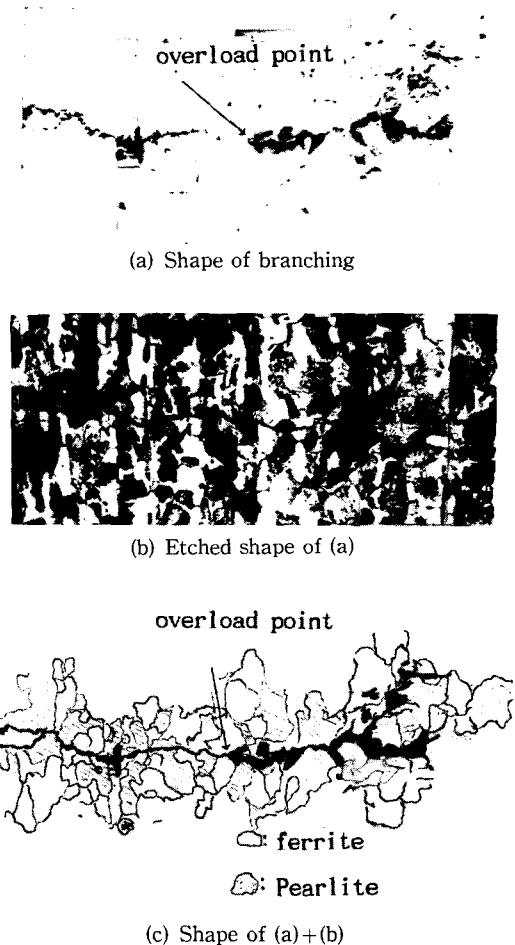 overload point
(a) Shape of branching
(b) Etched shape of (a)
overload point
: ferrite
: Pearlite
(c) Shape of (a)+(b)